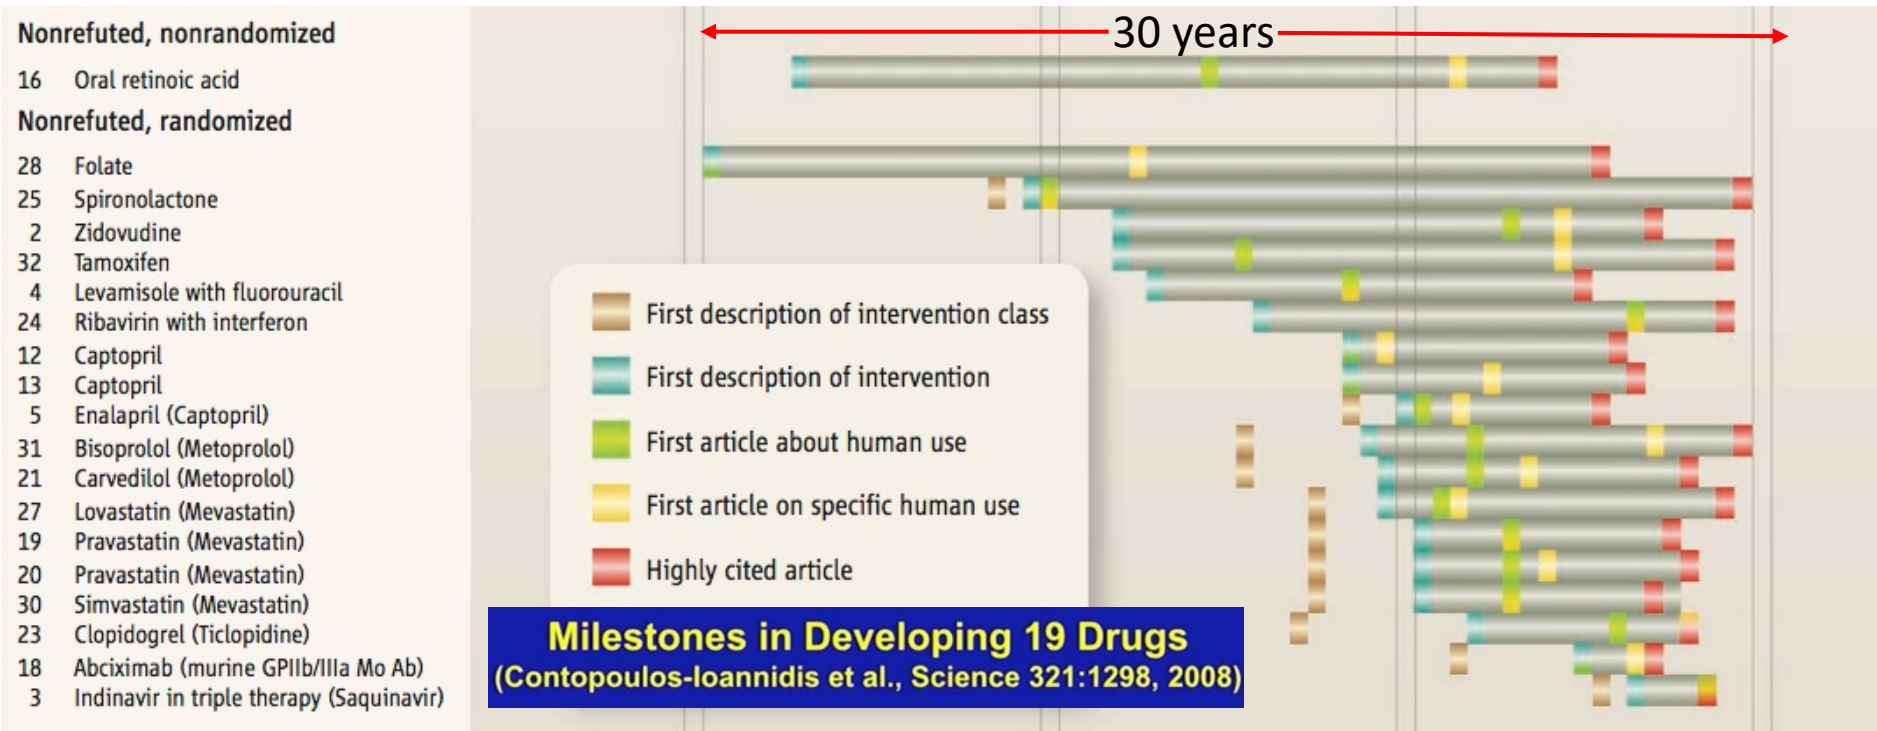 Nonrefuted, nonrandomized
30 years
16 Oral retinoic acid
Nonrefuted, randomized
28 Folate
25 Spironolactone
2 Zidovudine
32 Tamoxifen
4 Levamisole with fluorouracil
24 Ribavirin with interferon
12 Captopril
13 Captopril
5 Enalapril (Captopril)
31 Bisoprolol (Metoprolol)
21 Carvedilol (Metoprolol)
27 Lovastatin (Mevastatin)
19 Pravastatin (Mevastatin)
20 Pravastatin (Mevastatin)
30 Simvastatin (Mevastatin)
23 Clopidogrel (Ticlopidine)
18 Abciximab (murine GPIIb/IIIa Mo Ab)
3 Indinavir in triple therapy (Saquinavir)
First description of intervention class
First description of intervention
First article about human use
First article on specific human use
Highly cited article
Milestones in Developing 19 Drugs
(Contopoulos-Ioannidis et al., Science 321:1298, 2008)